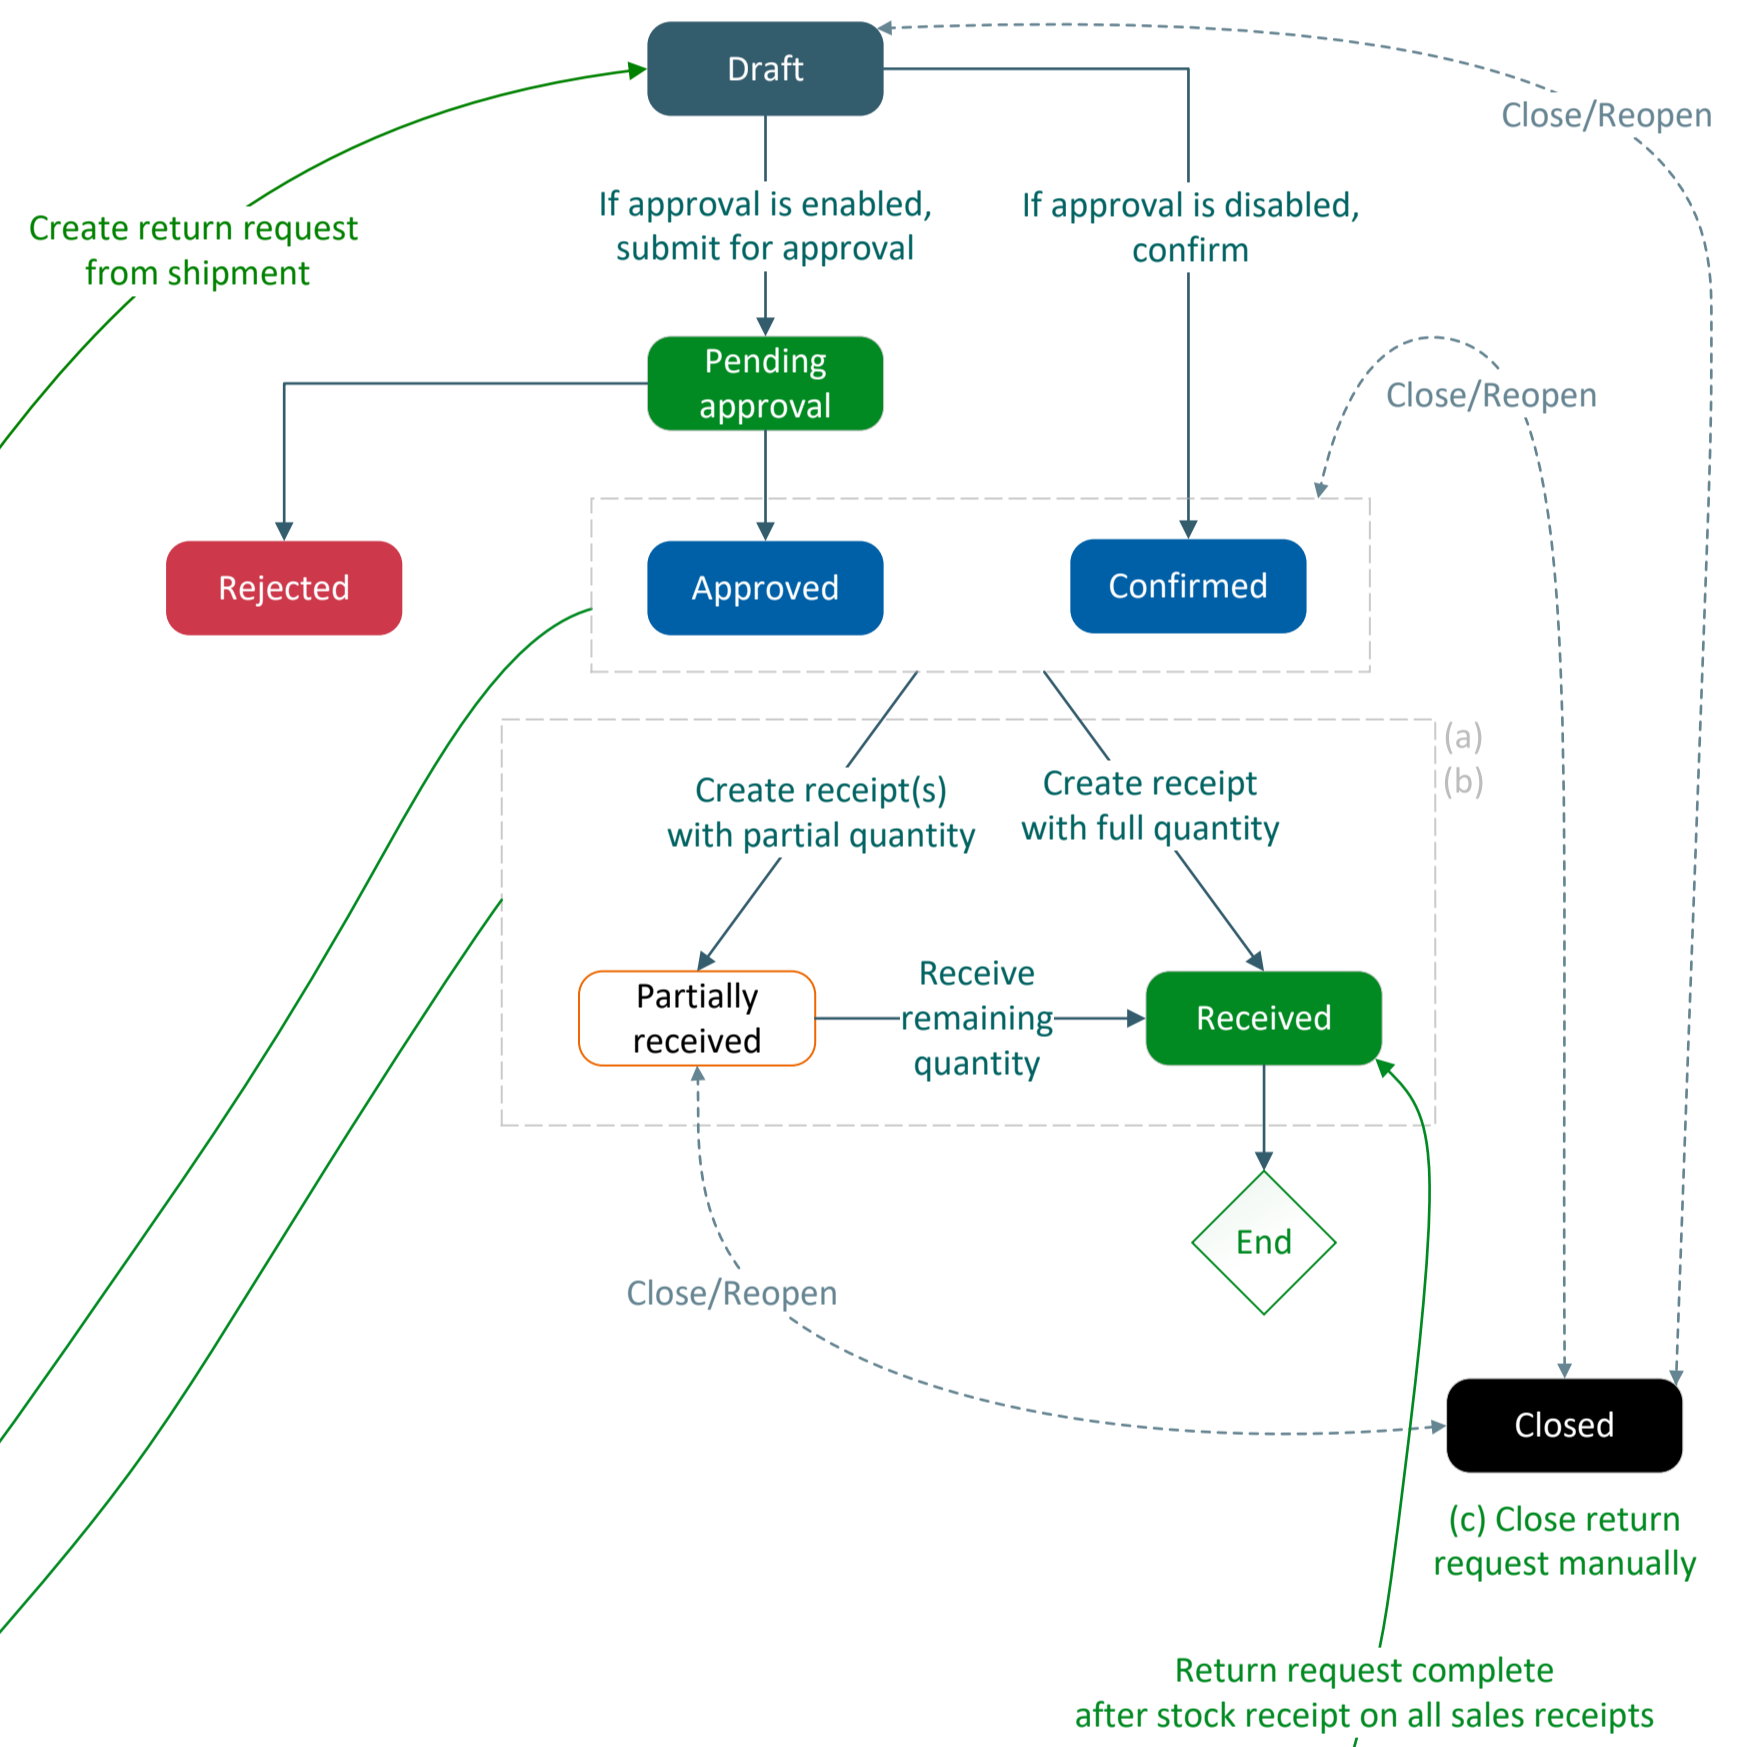 Draft
Close/Reopen
If approval is enabled,
submit for approval
If approval is disabled,
confirm
Create return request
from shipment
Pending
approval
Close/Reopen
Rejected
Approved
Confirmed
(a)
(b)
Create receipt(s)
with partial quantity
Create receipt
with full quantity
Partially
received
Receive
remaining
quantity
Received
End
Close/Reopen
Closed
(c) Close return
request manually
Return request complete
after stock receipt on all sales receipts